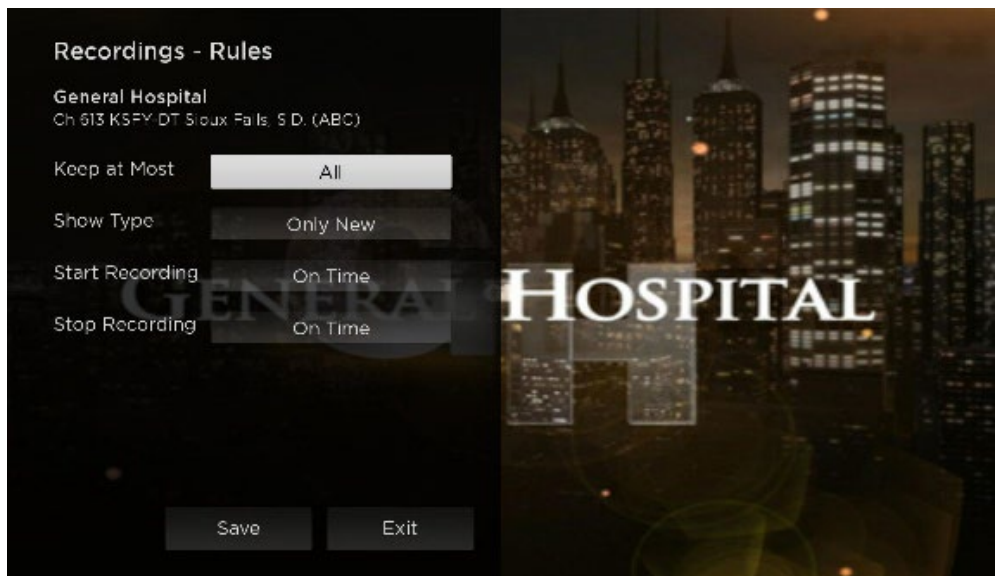 Recordings - Rules
General Hospital
Ch 613 KSFY-DT Sioux Falls, S.D. (ABC)
Keep at Most All
Show Type Only New
Start Recording On Time
Stop Recording On Time
GENERAL HOSPITAL
GH
Save Exit